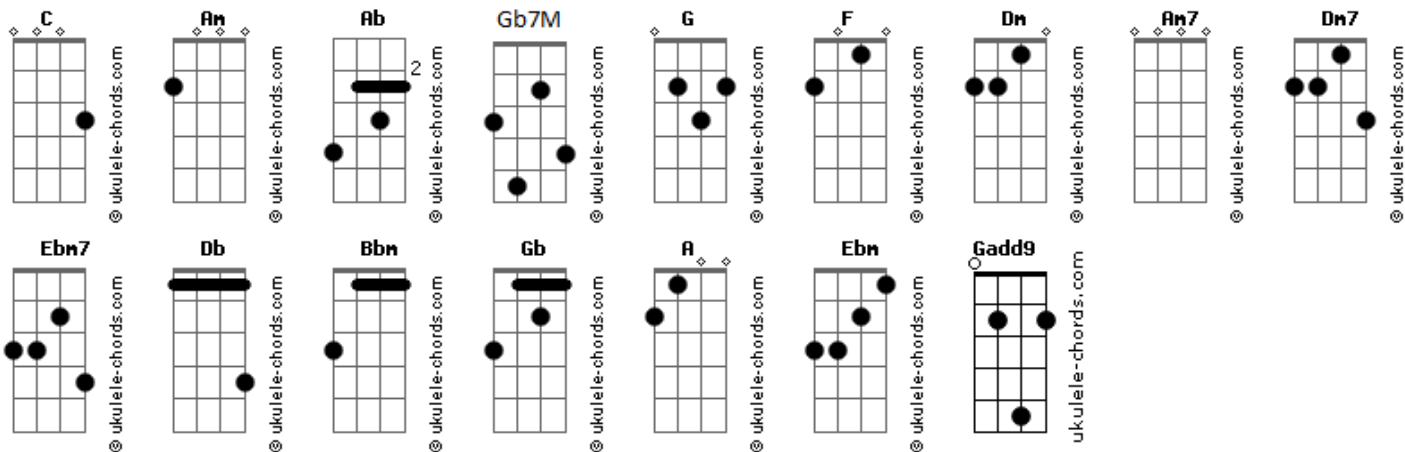 C Am Ab Gb7M G F Dm Am7 Dm7
2
© ukulele-chords.com © ukulele-chords.com © ukulele-chords.com © ukulele-chords.com © ukulele-chords.com © ukulele-chords.com © ukulele-chords.com © ukulele-chords.com © ukulele-chords.com
Ebm7 Db Bbm Gb A Ebm Gadd9
© ukulele-chords.com © ukulele-chords.com © ukulele-chords.com © ukulele-chords.com © ukulele-chords.com © ukulele-chords.com ukulele-chords.com